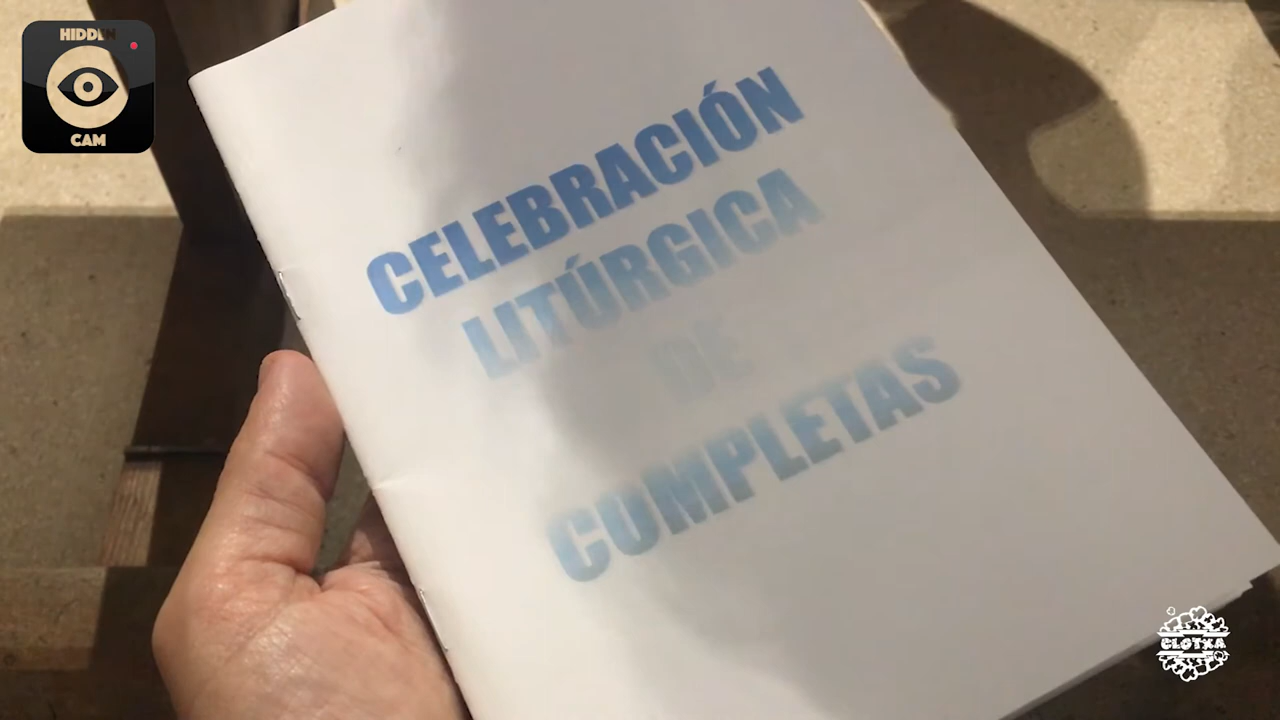 HIDDEN
CAM
CELEBRACIÓN
LITÚRGICA
DE
COMPLETAS
CLOTXA